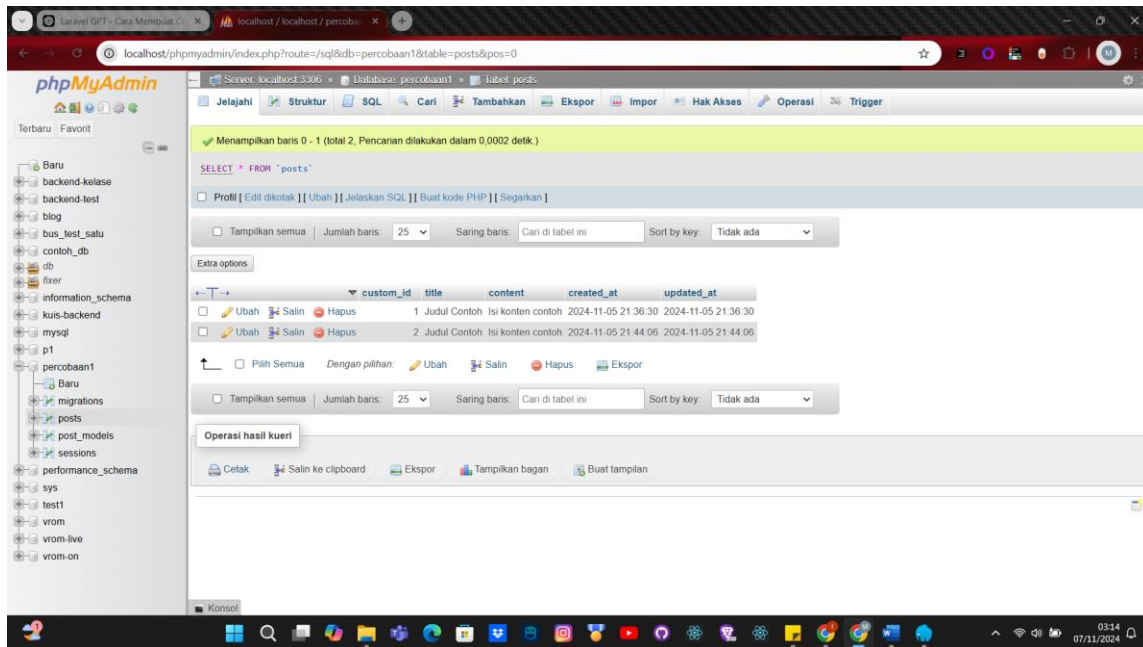 Laravel GPT - Cara Membuat C
localhost / localhost / percoba
localhost/phpmyadmin/index.php?route=/sql&db=percobaan1&table=posts&pos=0
M
phpMyAdmin
Terbaru Favorit
Baru
backend-kelase
backend-test
blog
bus_test_satu
contoh_db
db
fixer
information_schema
kuis-backend
mysql
p1
percobaan1
Baru
migrations
posts
post_models
sessions
performance_schema
sys
test1
vrom
vrom-live
vrom-on
Server: localhost:3306 » Database: percobaan1 » Tabel: posts
Jelajahi Struktur SQL Cari Tambahkan Ekspor Impor Hak Akses Operasi Trigger
Menampilkan baris 0 - 1 (total 2, Pencarian dilakukan dalam 0,0002 detik.)
SELECT * FROM `posts`
Profil [ Edit dikotak ] [ Ubah ] [ Jelaskan SQL ] [ Buat kode PHP ] [ Segarkan ]
Tampilkan semua | Jumlah baris: 25 Saring baris: Cari di tabel ini Sort by key: Tidak ada
Extra options
←T→ custom_id title content created_at updated_at
Ubah Salin Hapus 1 Judul Contoh Isi konten contoh 2024-11-05 21:36:30 2024-11-05 21:36:30
Ubah Salin Hapus 2 Judul Contoh Isi konten contoh 2024-11-05 21:44:06 2024-11-05 21:44:06
Pilih Semua Dengan pilihan: Ubah Salin Hapus Ekspor
Tampilkan semua | Jumlah baris: 25 Saring baris: Cari di tabel ini Sort by key: Tidak ada
Operasi hasil kueri
Cetak Salin ke clipboard Ekspor Tampilkan bagan Buat tampilan
Konsol
03:14
07/11/2024